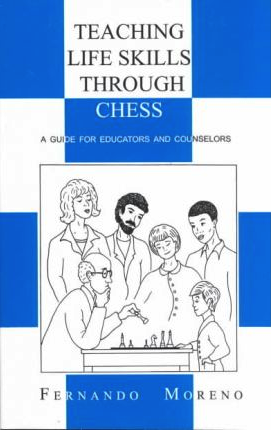 TEACHING
LIFE SKILLS
THROUGH
CHESS
A GUIDE FOR EDUCATORS AND COUNSELORS
FERNANDO MORENO